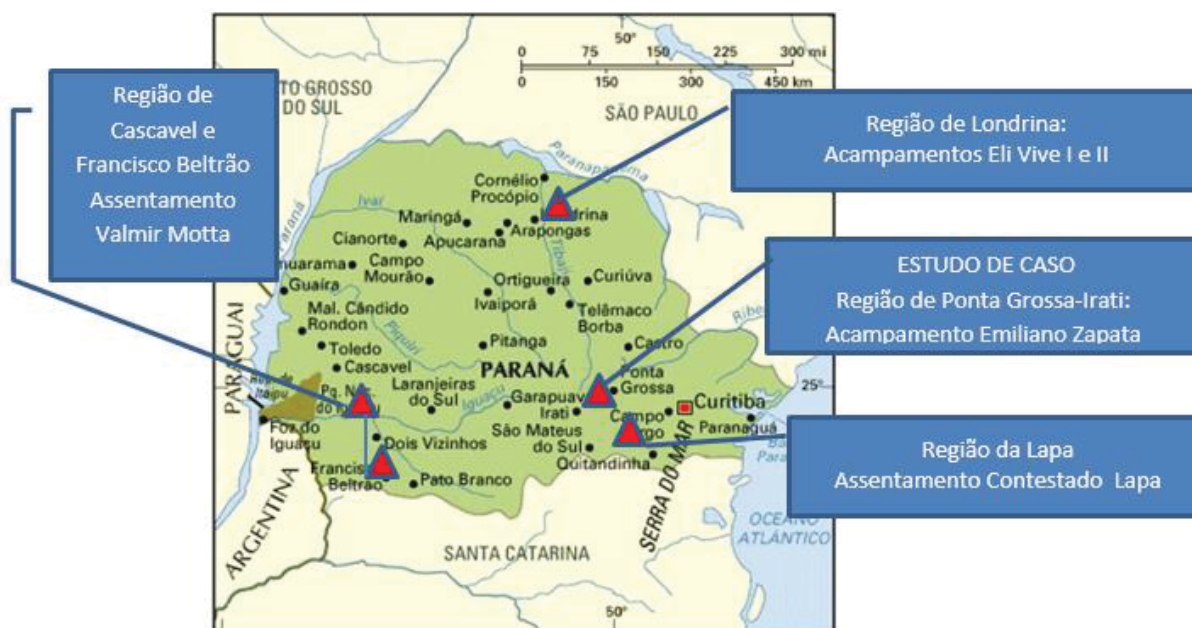 50°
0 75 150 225 300 mi
0 150 300 450 km
TO GROSSO
DO SUL
SÃO PAULO
Região de
Cascavel e
Francisco Beltrão
Assentamento
Valmir Motta
Região de Londrina:
Acampamentos Eli Vive I e II
ESTUDO DE CASO
Região de Ponta Grossa-Irati:
Acampamento Emiliano Zapata
Região da Lapa
Assentamento Contestado Lapa
Paranapanema
Cornélio
Procópio
Maringá
Arapongas
Apucarana
Ivaí
Paraná
Cianorte
Campo
Mourão
Guaíra
Ortigueira
Curiúva
Ivaiporã
Telêmaco
Borba
Mal. Cândido
Rondon
Piquiri
Toledo
Pitanga
Castro
Cascavel
PARANÁ
Ponta
Grossa
25°
PARAGUAI
Laranjeiras
do Sul
Iguaçu
Garapuav
Irati
Campo
Curitiba
Paranaguá
Foz do
Iguaçu
São Mateus
do Sul
Dois Vizinhos
Quitandinha
Francis
Beltrão
Pato Branco
SERRA DO MAR
ARGENTINA
SANTA CATARINA
OCEANO
ATLÂNTICO
50°